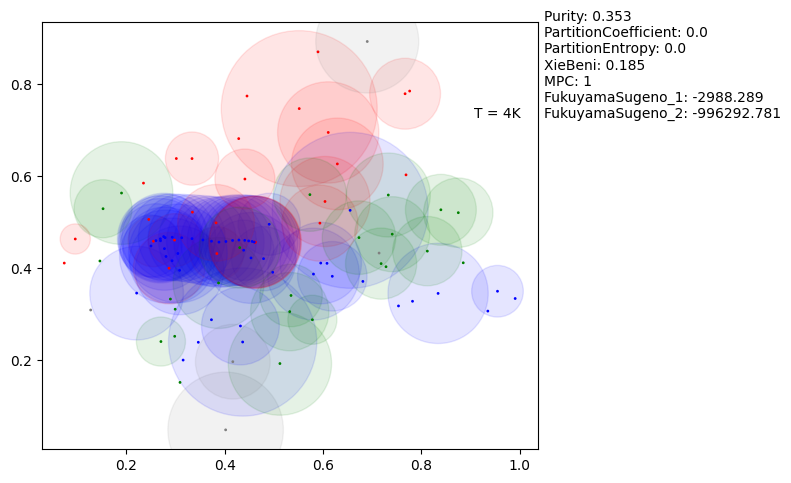 Purity: 0.353
PartitionCoefficient: 0.0
PartitionEntropy: 0.0
XieBeni: 0.185
MPC: 1
FukuyamaSugeno_1: -2988.289
FukuyamaSugeno_2: -996292.781
T = 4K
0.8
0.6
0.4
0.2
0.2 0.4 0.6 0.8 1.0